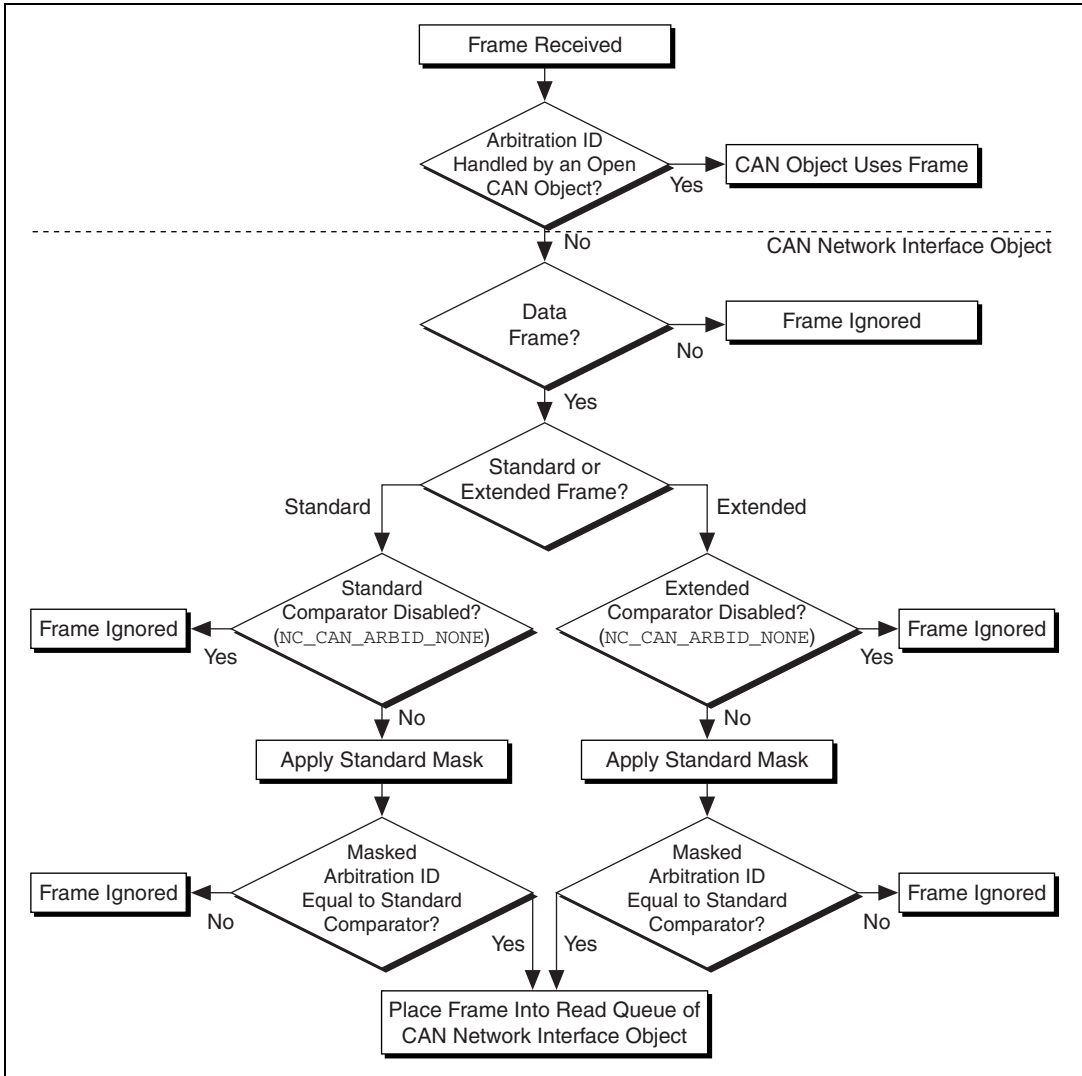 Frame Received
Arbitration ID
Handled by an Open
CAN Object?
Yes
CAN Object Uses Frame
No
CAN Network Interface Object
Data
Frame?
No
Frame Ignored
Yes
Standard or
Extended Frame?
Standard
Extended
Standard
Comparator Disabled?
(NC_CAN_ARBID_NONE)
Frame Ignored
Yes
Extended
Comparator Disabled?
(NC_CAN_ARBID_NONE)
Yes
Frame Ignored
No
No
Apply Standard Mask
Apply Standard Mask
Masked
Arbitration ID
Equal to Standard
Comparator?
Frame Ignored
No
Yes
Masked
Arbitration ID
Equal to Standard
Comparator?
Yes
No
Frame Ignored
Place Frame Into Read Queue of
CAN Network Interface Object